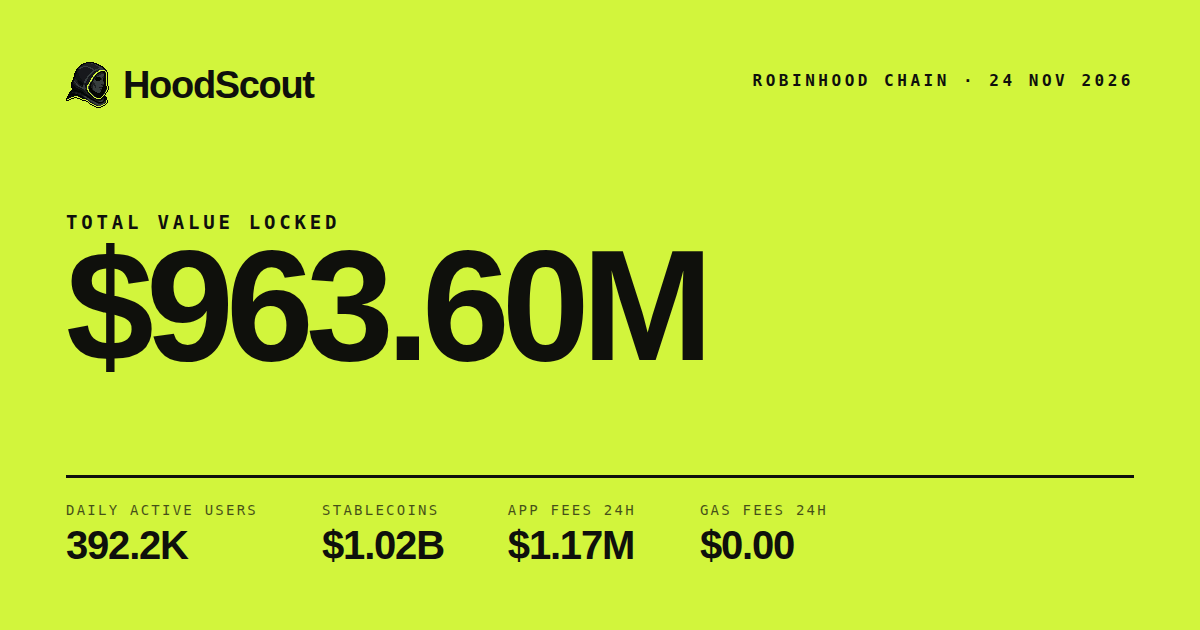 HoodScout
ROBINHOOD CHAIN · 24 NOV 2026
TOTAL VALUE LOCKED
$963.60M
DAILY ACTIVE USERS
392.2K
STABLECOINS
$1.02B
APP FEES 24H
$1.17M
GAS FEES 24H
$0.00